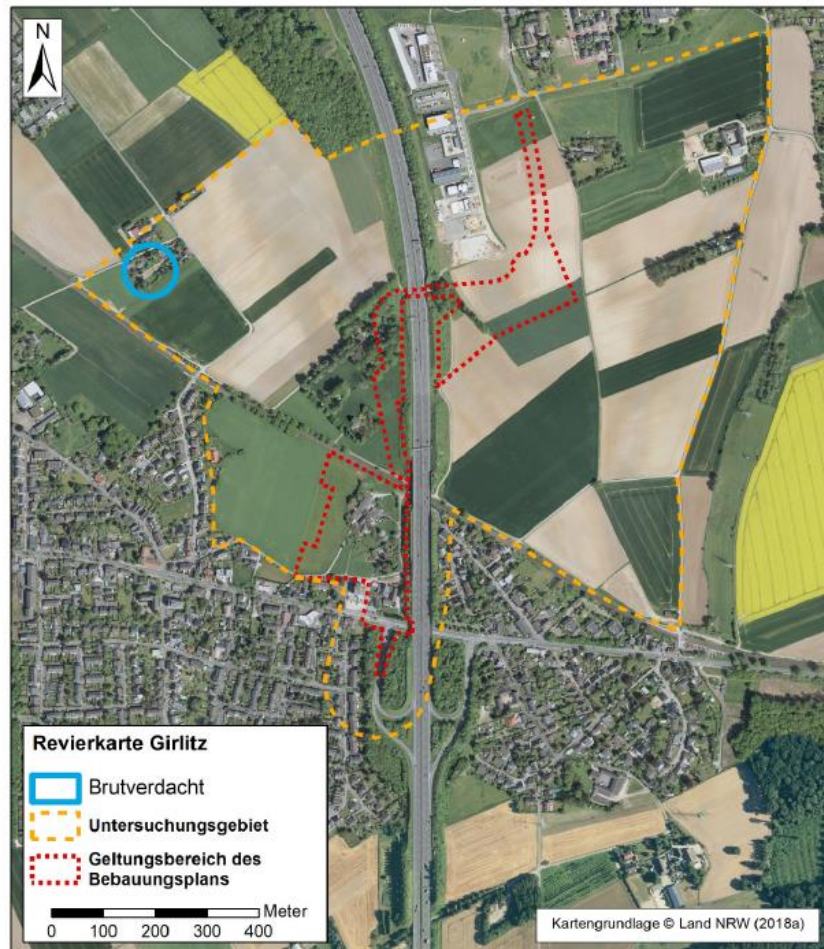 N
Revierkarte Girlitz
Brutverdacht
Untersuchungsgebiet
Geltungsbereich des
Bebauungsplans
0 100 200 300 400 Meter
Kartengrundlage © Land NRW (2018a)